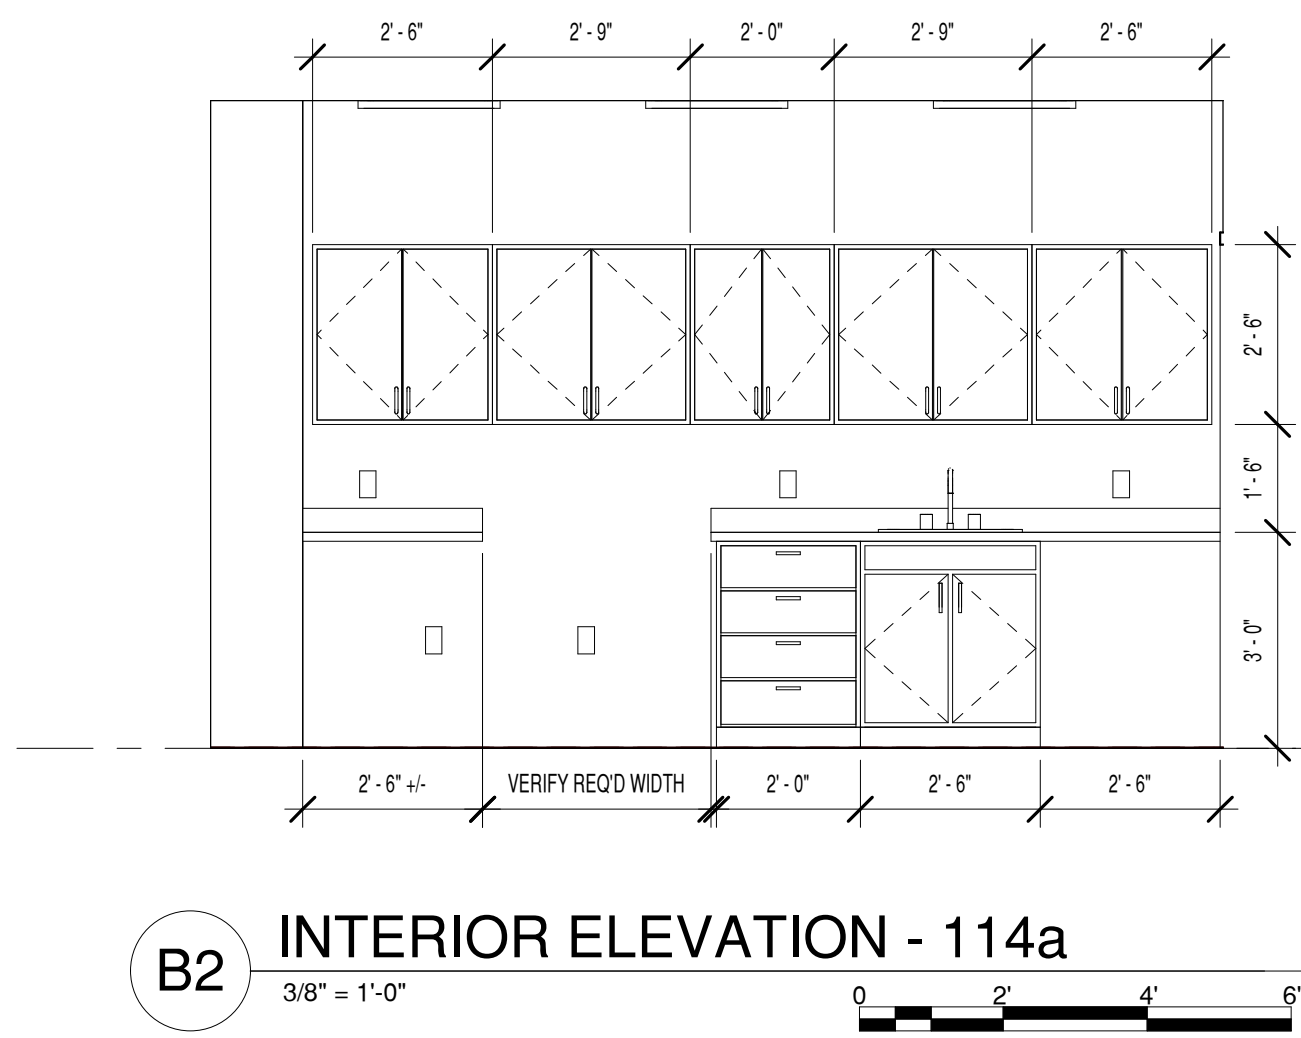 2' - 6" 2' - 9" 2' - 0" 2' - 9" 2' - 6"
2' - 6"
1' - 6"
3' - 0"
2' - 6" +/- VERIFY REQ'D WIDTH 2' - 0" 2' - 6" 2' - 6"
B2
INTERIOR ELEVATION - 114a
3/8" = 1'-0"
0 2' 4' 6'